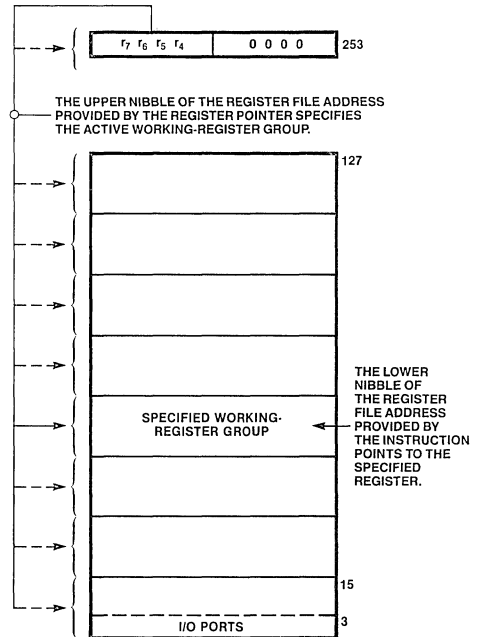 r7 r6 r5 r4 0 0 0 0 253
THE UPPER NIBBLE OF THE REGISTER FILE ADDRESS
PROVIDED BY THE REGISTER POINTER SPECIFIES
THE ACTIVE WORKING-REGISTER GROUP.
127
SPECIFIED WORKING-
REGISTER GROUP
THE LOWER
NIBBLE OF
THE REGISTER
FILE ADDRESS
PROVIDED BY
THE INSTRUCTION
POINTS TO THE
SPECIFIED
REGISTER.
15
3
I/O PORTS